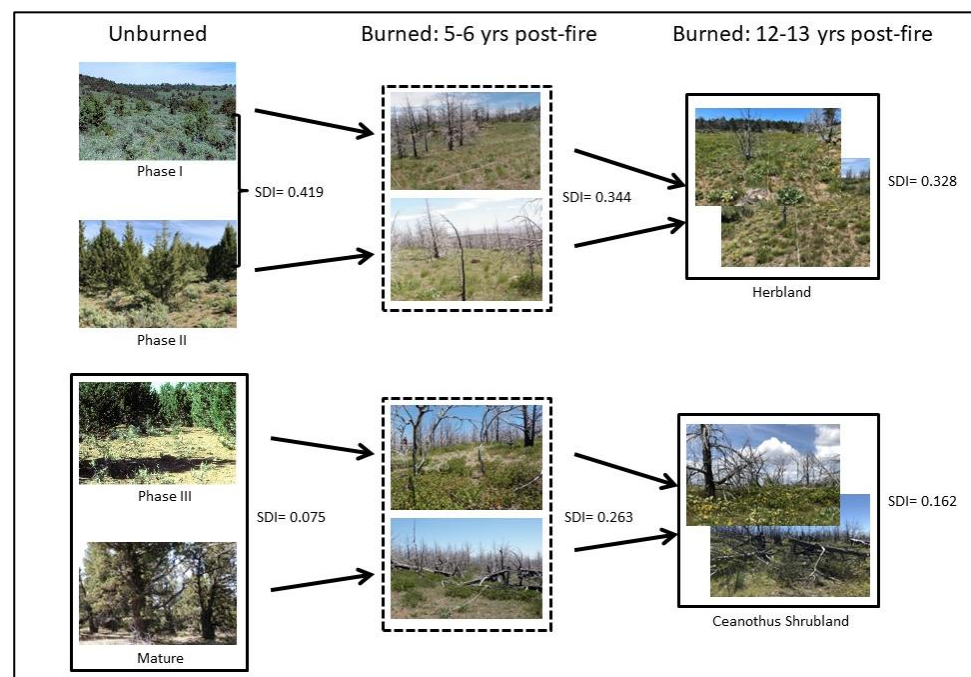 Unburned
Burned: 5-6 yrs post-fire
Burned: 12-13 yrs post-fire
Phase I
SDI= 0.419
SDI= 0.344
SDI= 0.328
Phase II
Herbland
Phase III
SDI= 0.075
SDI= 0.263
SDI= 0.162
Mature
Ceanothus Shrubland